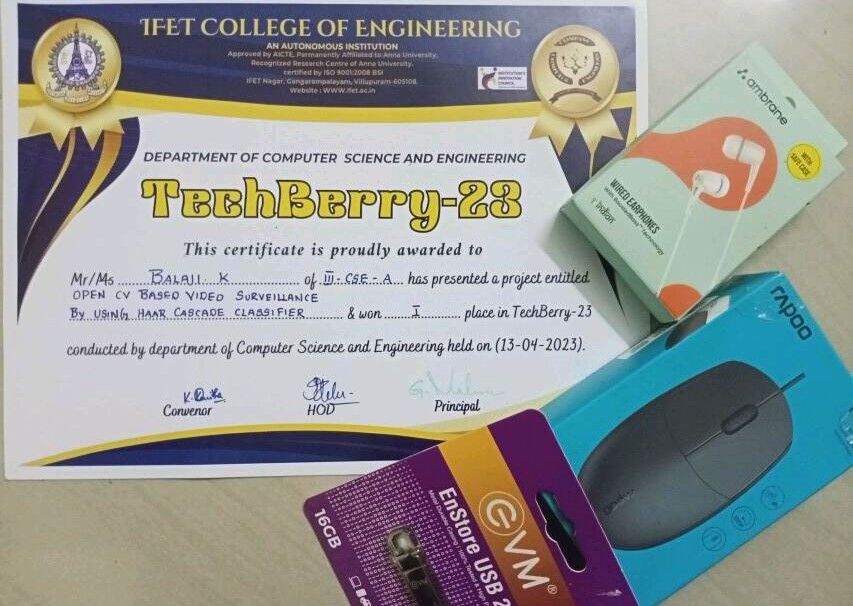 IFET COLLEGE OF ENGINEERING
AN AUTONOMOUS INSTITUTION
Approved by AICTE, Permanently Affiliated to Anna University,
Recognized Research Centre of Anna University.
certified by ISO 9001:2008 BSI
IFET Nagar, Gangarampalayam, Villupuram-605108.
Website : WWW.ifet.ac.in
INSTITUTION'S
INNOVATION
COUNCIL
DEPARTMENT OF COMPUTER SCIENCE AND ENGINEERING
TechBerry-23
This certificate is proudly awarded to
Mr/Ms BALAJI. K of III - CSE - A has presented a project entitled
OPEN CV BASED VIDEO SURVEILLANCE
BY USING HAAR CASCADE CLASSIFIER & won I place in TechBerry-23
conducted by department of Computer Science and Engineering held on (13-04-2023).
Convenor
HOD
Principal
ambrane
WITH
SAFE CASE
WIRED EARPHONES
With BoostedBass™ Technology
Indian
rapoo
EVM
EnStore USB 2
16GB